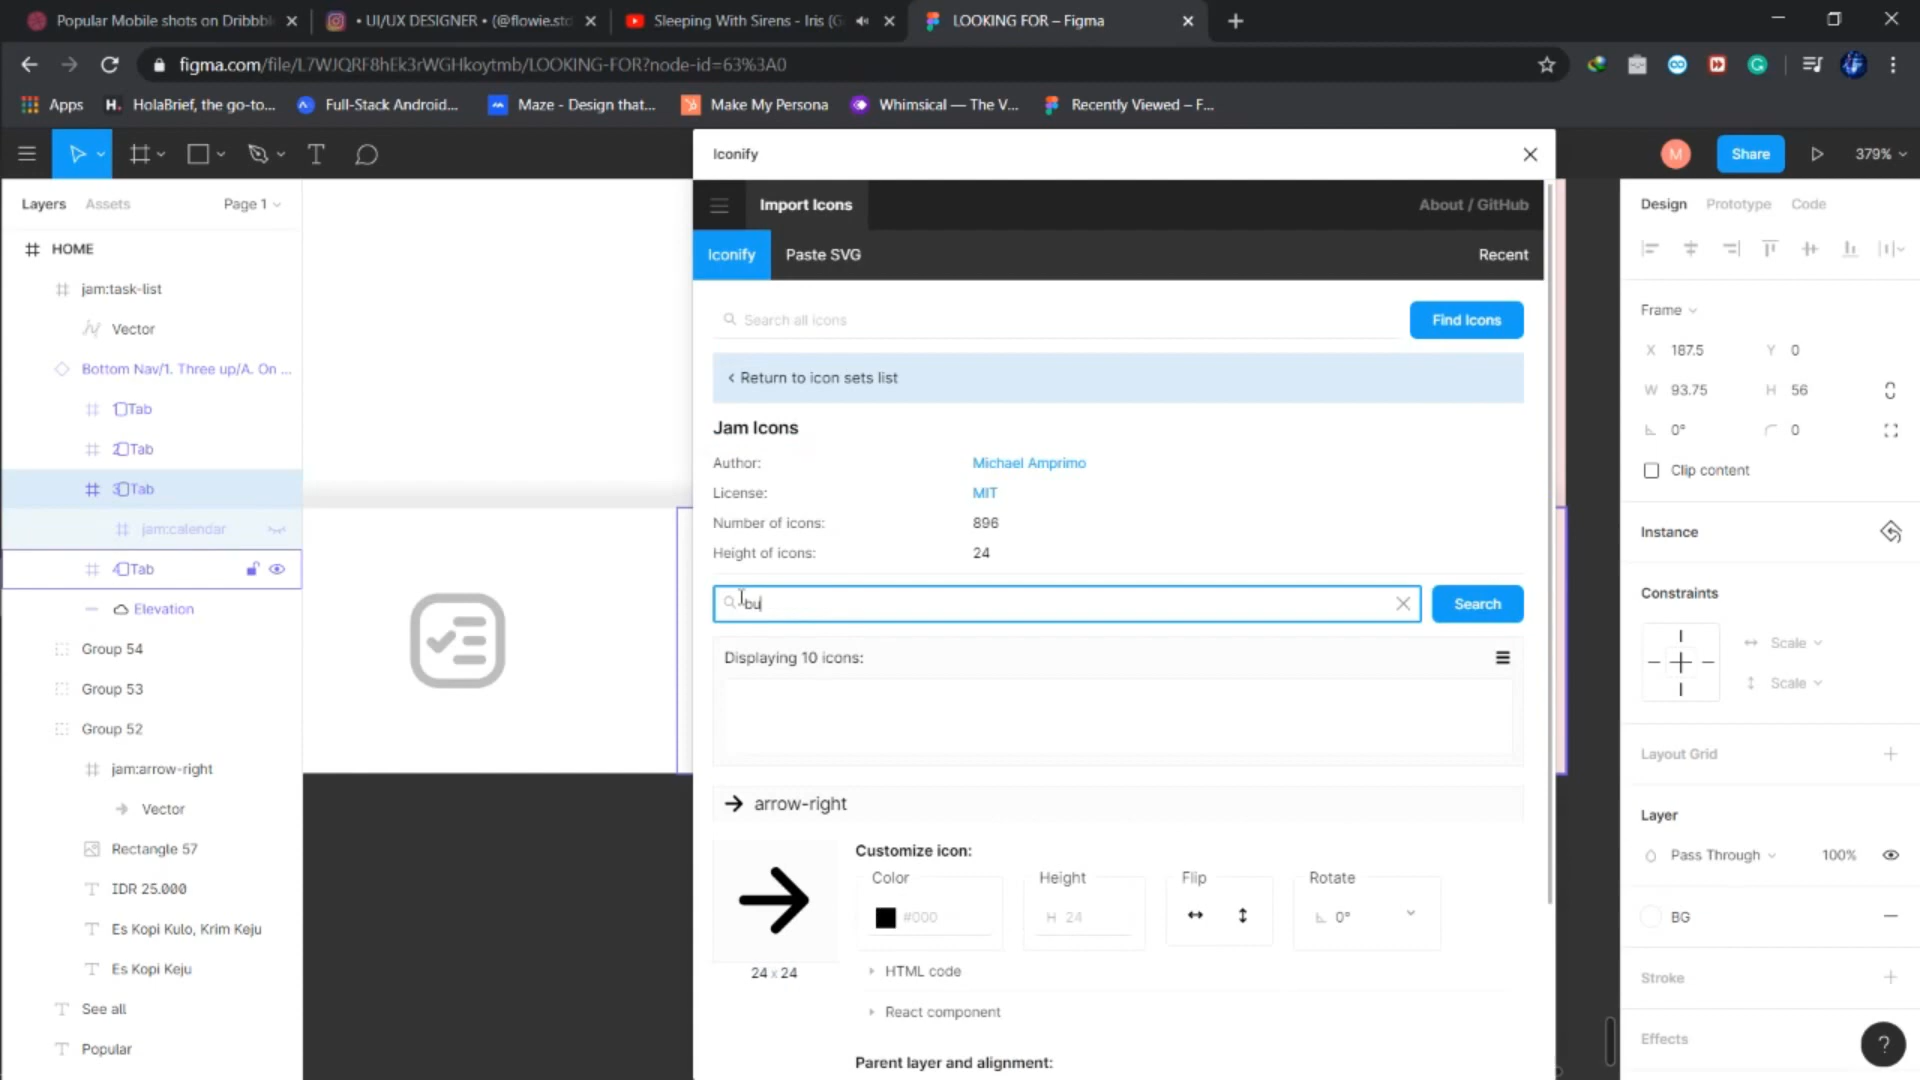 Popular Mobile shots on Dribbb
• UI/UX DESIGNER • (@flowie.stc
Sleeping With Sirens - Iris (G
LOOKING FOR – Figma
figma.com/file/L7WJQRF8hEk3rWGHkoytmb/LOOKING-FOR?node-id=63%3A0
Apps
HolaBrief, the go-to...
Full-Stack Android...
Maze - Design that...
Make My Persona
Whimsical — The V...
Recently Viewed – F...
Iconify
M
Share
379%
Layers
Assets
Page 1
HOME
jam:task-list
Vector
Bottom Nav/1. Three up/A. On ...
1 Tab
2 Tab
3 Tab
jam:calendar
4 Tab
Elevation
Group 54
Group 53
Group 52
jam:arrow-right
Vector
Rectangle 57
IDR 25.000
Es Kopi Kulo, Krim Keju
Es Kopi Keju
See all
Popular
Import Icons
About / GitHub
Iconify
Paste SVG
Recent
Search all icons
Find Icons
< Return to icon sets list
Jam Icons
Author:
Michael Amprimo
License:
MIT
Number of icons:
896
Height of icons:
24
bu
Search
Displaying 10 icons:
arrow-right
Customize icon:
Color
Height
Flip
Rotate
#000
H 24
0°
24 x 24
HTML code
React component
Parent layer and alignment:
Design
Prototype
Code
Frame
X 187.5
Y 0
W 93.75
H 56
0°
0
Clip content
Instance
Constraints
Scale
Scale
Layout Grid
Layer
Pass Through
100%
BG
Stroke
Effects
?